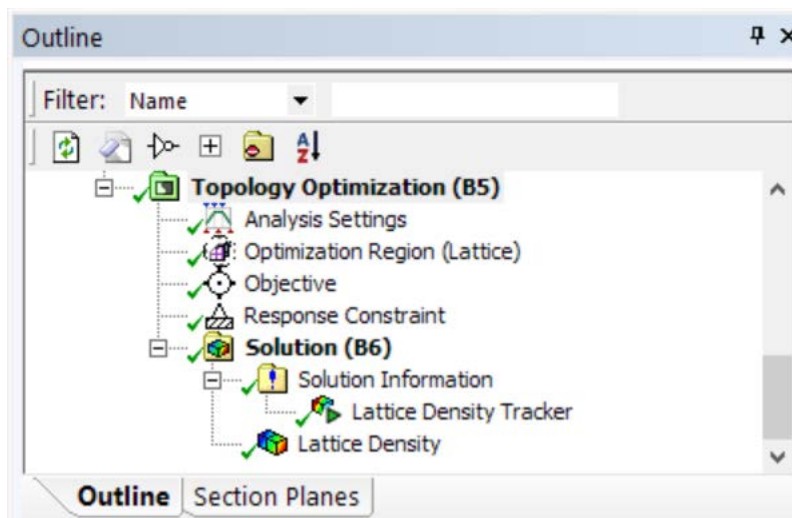 Outline
Filter: Name
Topology Optimization (B5)
Analysis Settings
Optimization Region (Lattice)
Objective
Response Constraint
Solution (B6)
Solution Information
Lattice Density Tracker
Lattice Density
Outline Section Planes